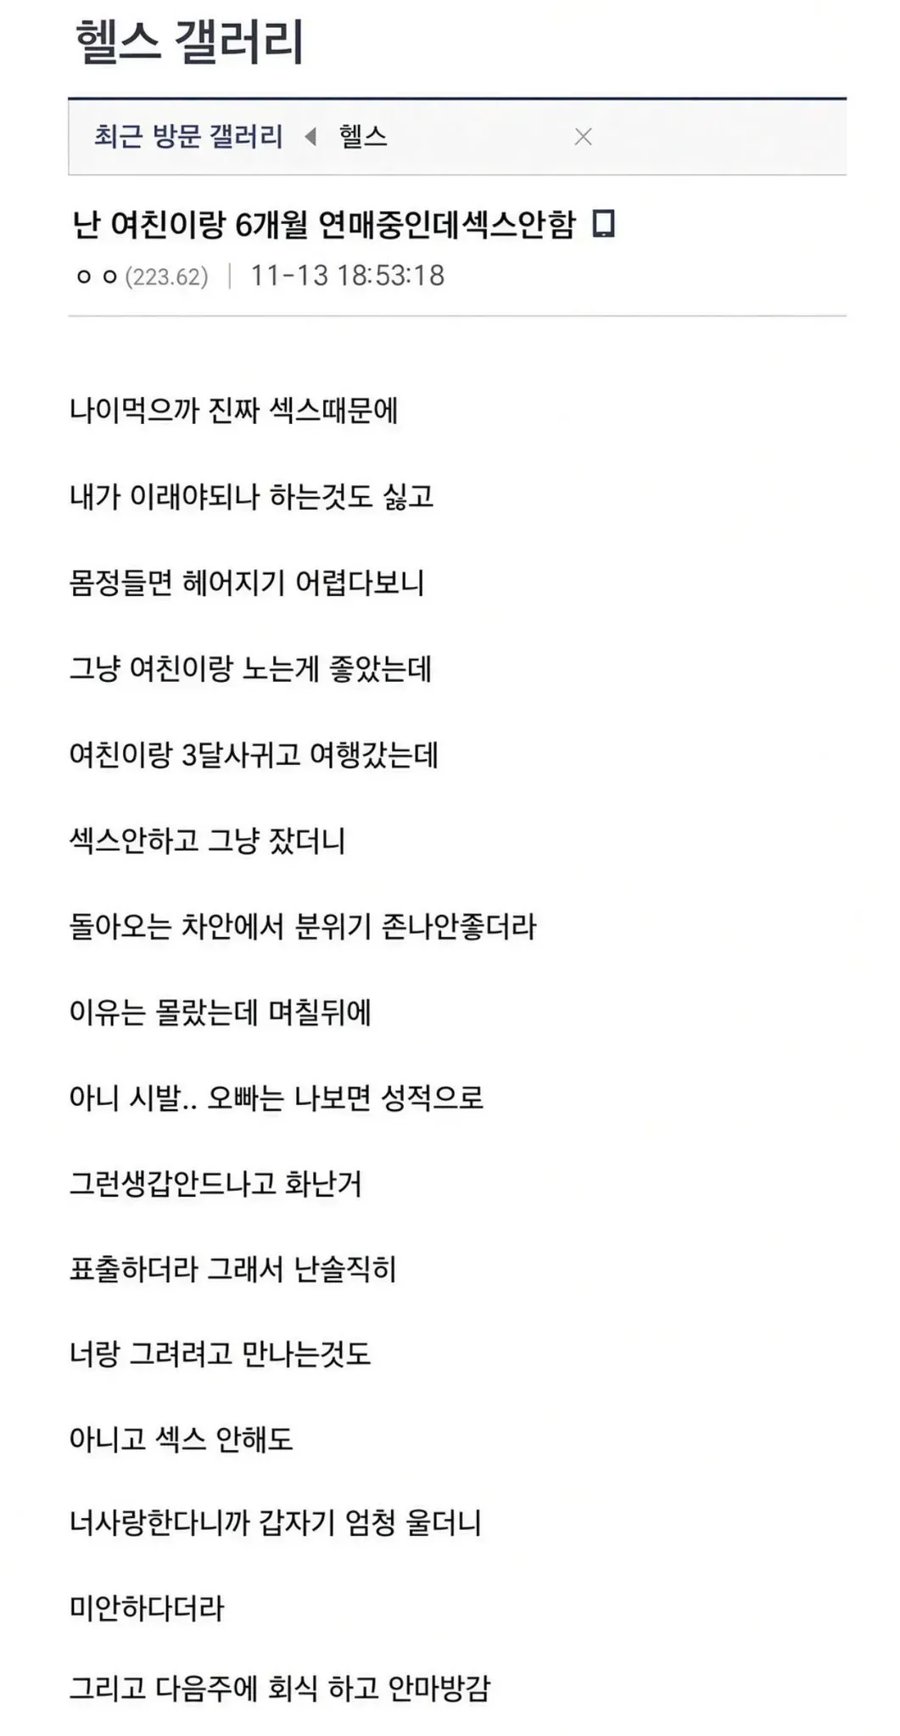 헬스 갤러리
최근 방문 갤러리 ◀ 헬스 ×
난 여친이랑 6개월 연매중인데섹스안함
ㅇㅇ(223.62) | 11-13 18:53:18
나이먹으까 진짜 섹스때문에
내가 이래야되나 하는것도 싫고
몸정들면 헤어지기 어렵다보니
그냥 여친이랑 노는게 좋았는데
여친이랑 3달사귀고 여행갔는데
섹스안하고 그냥 잤더니
돌아오는 차안에서 분위기 존나안좋더라
이유는 몰랐는데 며칠뒤에
아니 시발.. 오빠는 나보면 성적으로
그런생갑안드나고 화난거
표출하더라 그래서 난솔직히
너랑 그려려고 만나는것도
아니고 섹스 안해도
너사랑한다니까 갑자기 엄청 울더니
미안하다더라
그리고 다음주에 회식 하고 안마방감